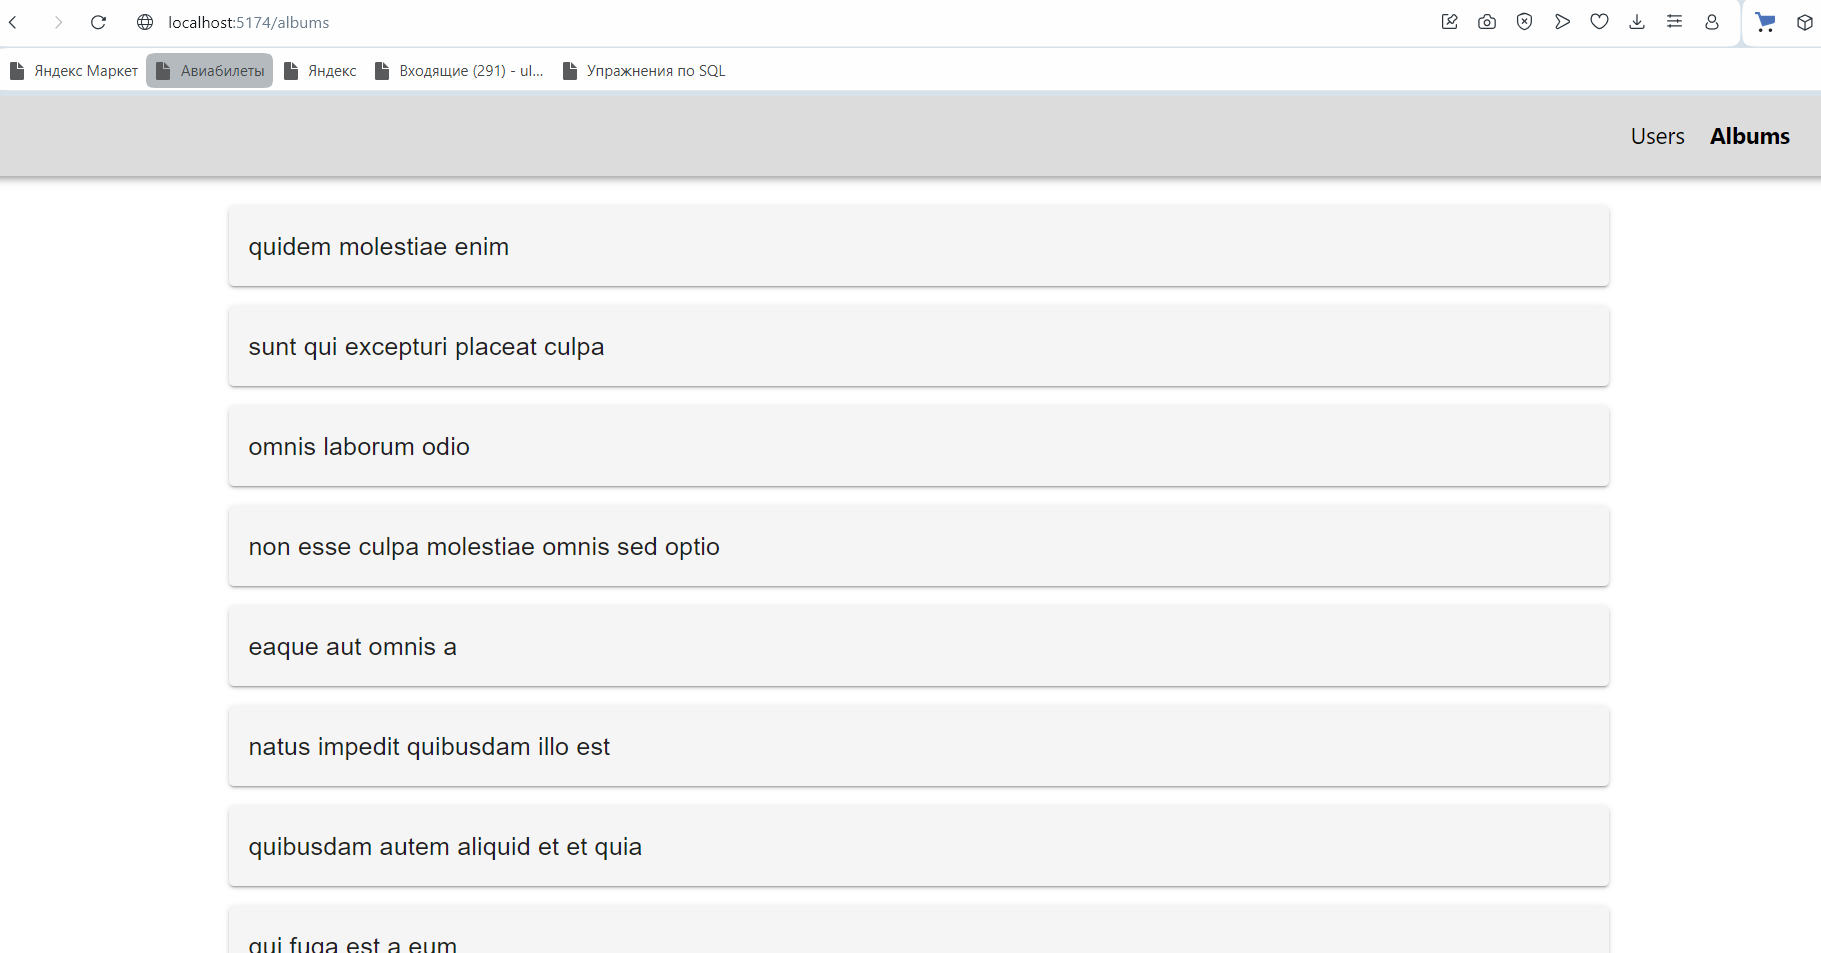 localhost:5174/albums
Яндекс Маркет Авиабилеты Яндекс Входящие (291) - ul... Упражнения по SQL
Users Albums
quidem molestiae enim
sunt qui excepturi placeat culpa
omnis laborum odio
non esse culpa molestiae omnis sed optio
eaque aut omnis a
natus impedit quibusdam illo est
quibusdam autem aliquid et et quia
qui fuga est a eum